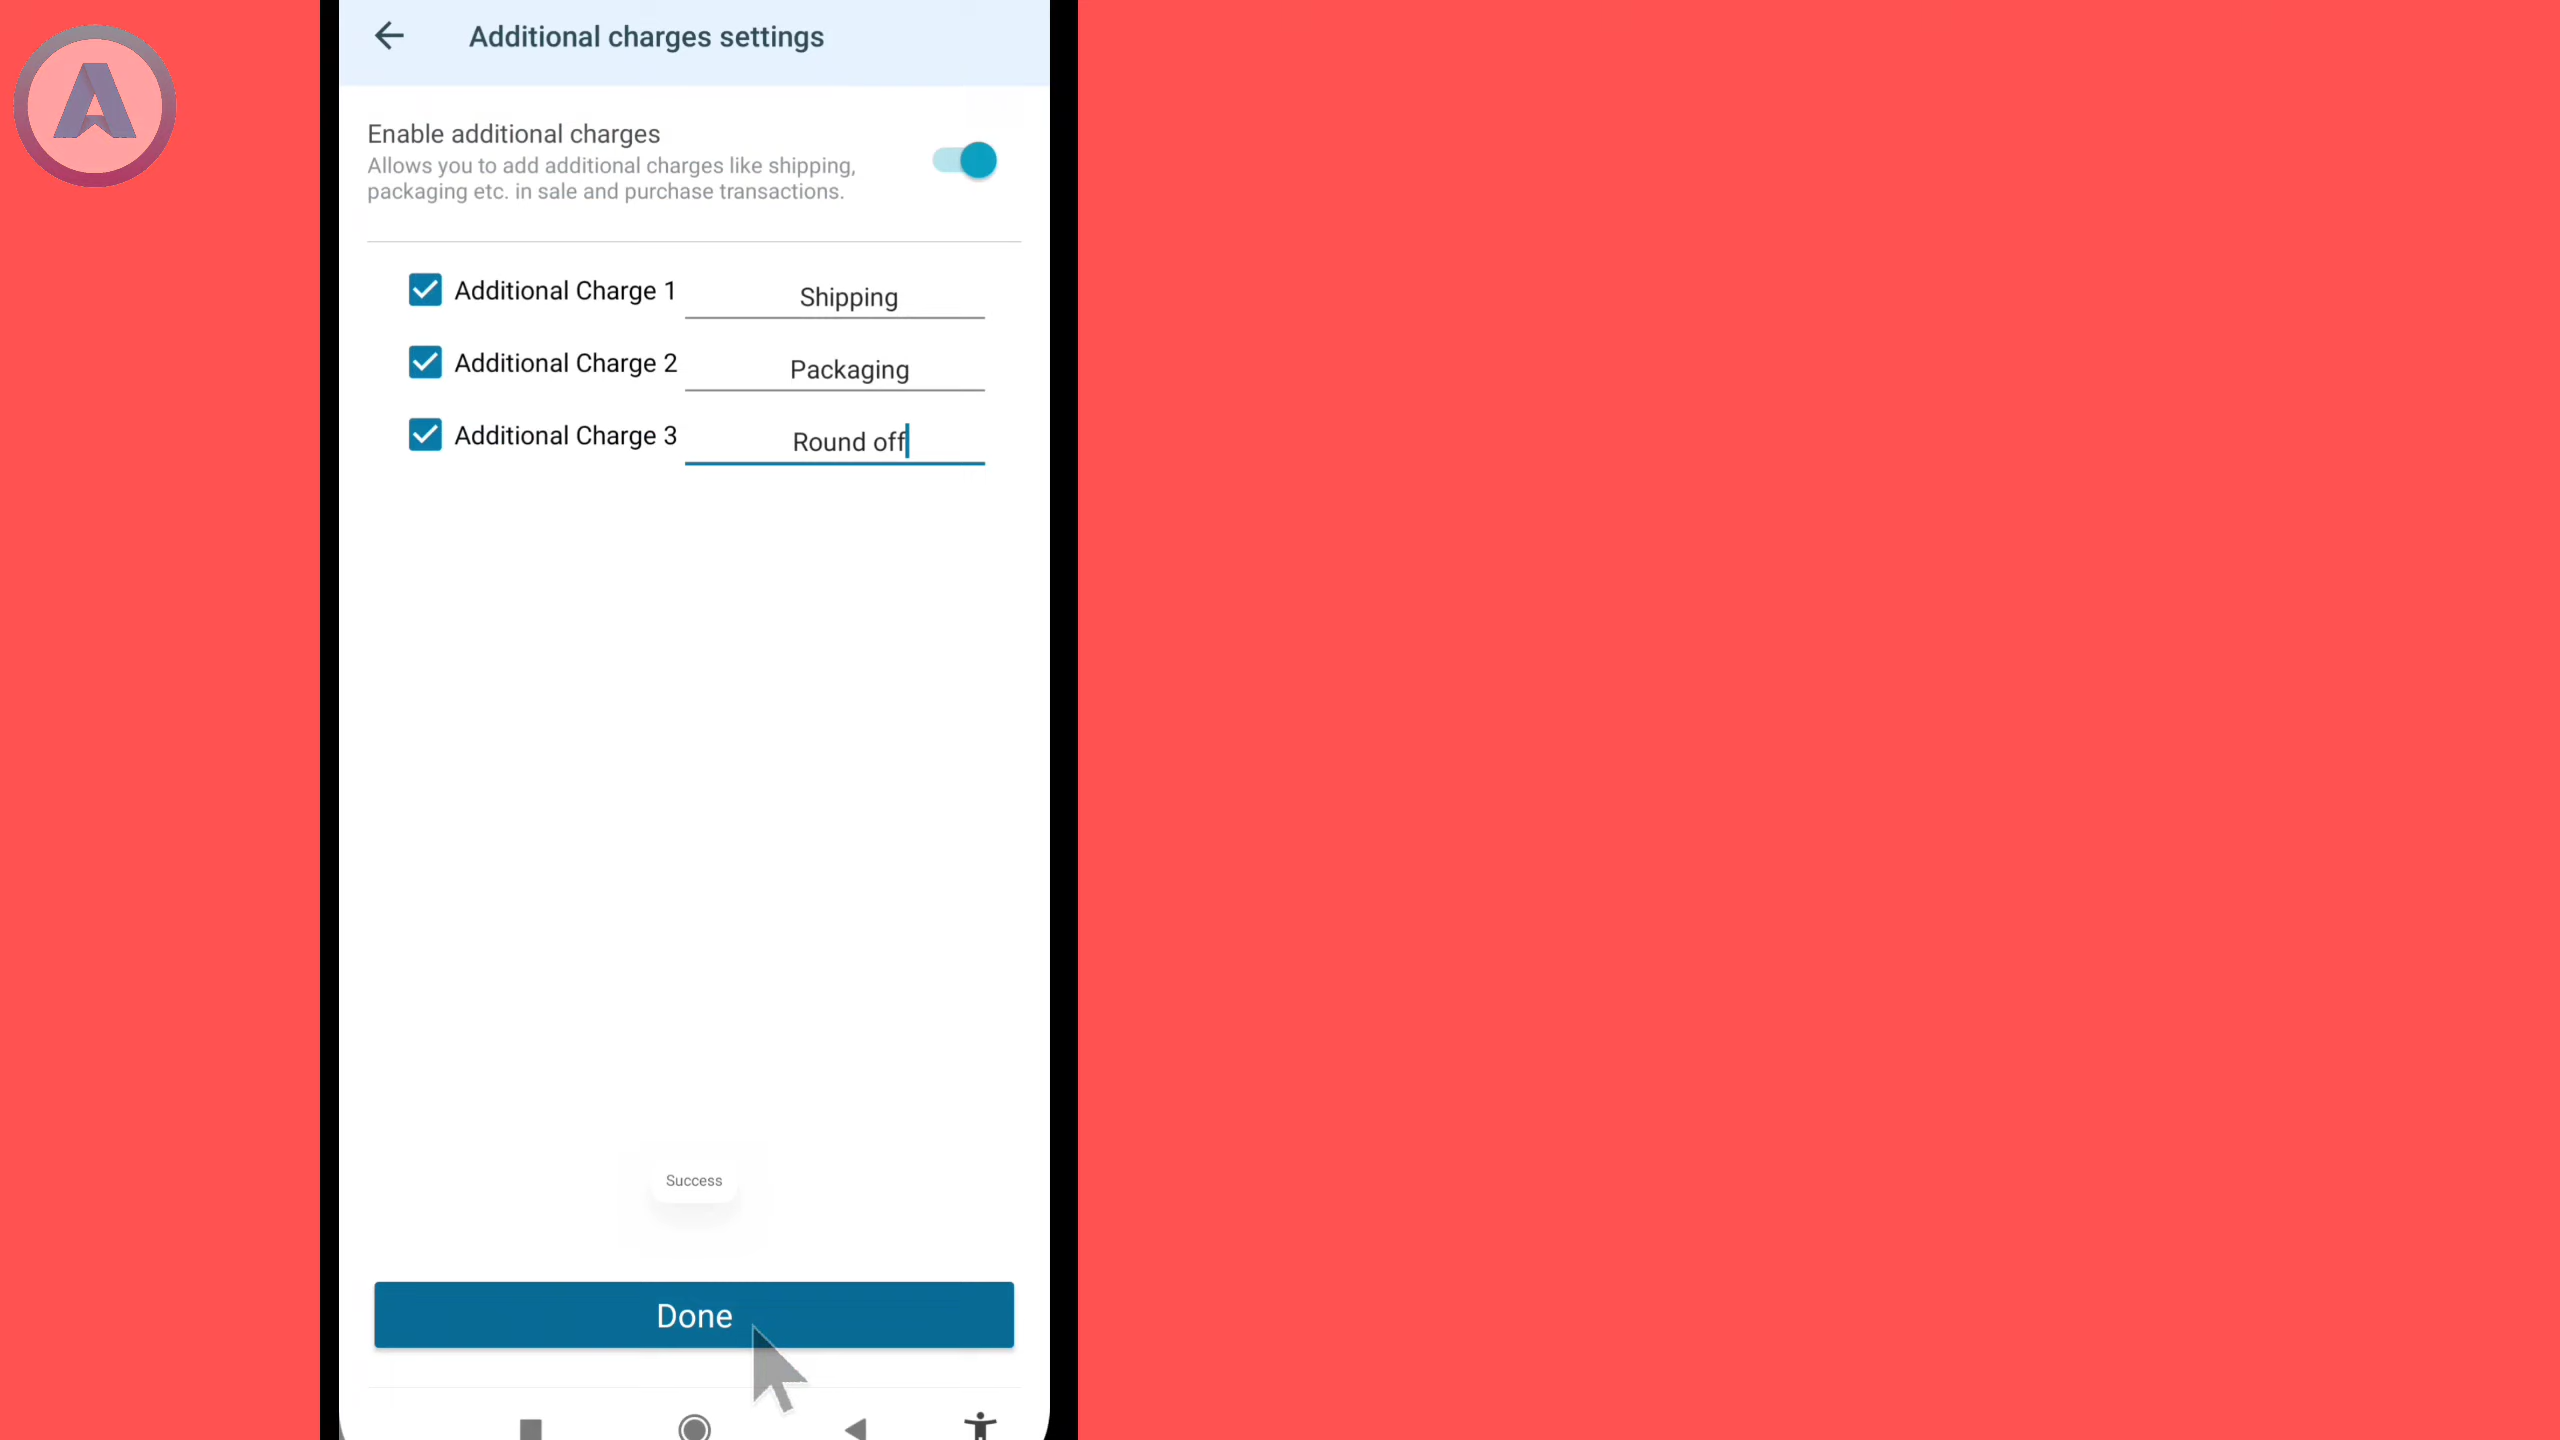 Additional charges settings
Enable additional charges
Allows you to add additional charges like shipping,
packaging etc. in sale and purchase transactions.
Additional Charge 1 Shipping
Additional Charge 2 Packaging
Additional Charge 3 Round off
Success
Done